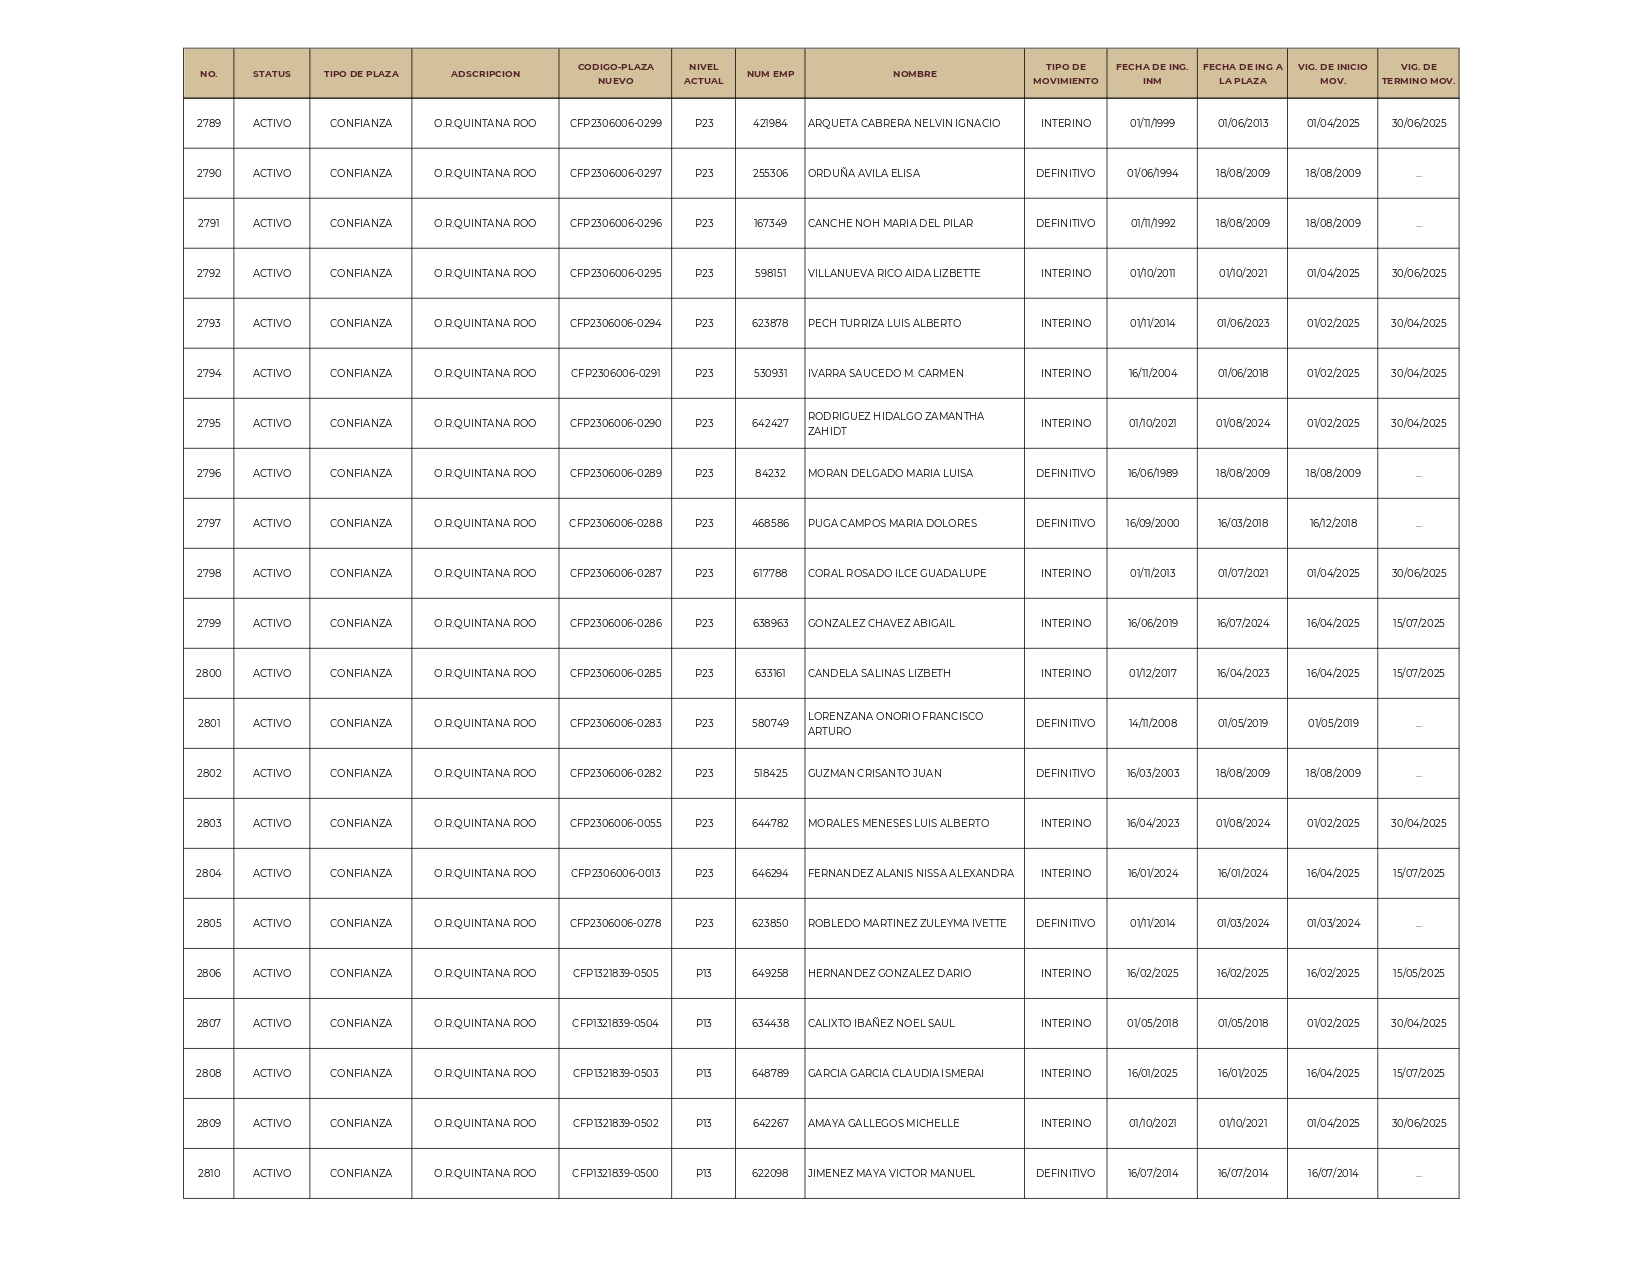 NO. STATUS TIPO DE PLAZA ADSCRIPCION CODIGO-PLAZA NUEVO NIVEL ACTUAL NUM EMP NOMBRE TIPO DE MOVIMIENTO FECHA DE ING. INM FECHA DE ING A LA PLAZA VIG. DE INICIO MOV. VIG. DE TERMINO MOV.
2789 ACTIVO CONFIANZA O.R.QUINTANA ROO CFP2306006-0299 P23 421984 ARQUETA CABRERA NELVIN IGNACIO INTERINO 01/11/1999 01/06/2013 01/04/2025 30/06/2025
2790 ACTIVO CONFIANZA O.R.QUINTANA ROO CFP2306006-0297 P23 255306 ORDUÑA AVILA ELISA DEFINITIVO 01/06/1994 18/08/2009 18/08/2009 ...
2791 ACTIVO CONFIANZA O.R.QUINTANA ROO CFP2306006-0296 P23 167349 CANCHE NOH MARIA DEL PILAR DEFINITIVO 01/11/1992 18/08/2009 18/08/2009 ...
2792 ACTIVO CONFIANZA O.R.QUINTANA ROO CFP2306006-0295 P23 598151 VILLANUEVA RICO AIDA LIZBETTE INTERINO 01/10/2011 01/10/2021 01/04/2025 30/06/2025
2793 ACTIVO CONFIANZA O.R.QUINTANA ROO CFP2306006-0294 P23 623878 PECH TURRIZA LUIS ALBERTO INTERINO 01/11/2014 01/06/2023 01/02/2025 30/04/2025
2794 ACTIVO CONFIANZA O.R.QUINTANA ROO CFP2306006-0291 P23 530931 IVARRA SAUCEDO M. CARMEN INTERINO 16/11/2004 01/06/2018 01/02/2025 30/04/2025
2795 ACTIVO CONFIANZA O.R.QUINTANA ROO CFP2306006-0290 P23 642427 RODRIGUEZ HIDALGO ZAMANTHA ZAHIDT INTERINO 01/10/2021 01/08/2024 01/02/2025 30/04/2025
2796 ACTIVO CONFIANZA O.R.QUINTANA ROO CFP2306006-0289 P23 84232 MORAN DELGADO MARIA LUISA DEFINITIVO 16/06/1989 18/08/2009 18/08/2009 ...
2797 ACTIVO CONFIANZA O.R.QUINTANA ROO CFP2306006-0288 P23 468586 PUGA CAMPOS MARIA DOLORES DEFINITIVO 16/09/2000 16/03/2018 16/12/2018 ...
2798 ACTIVO CONFIANZA O.R.QUINTANA ROO CFP2306006-0287 P23 617788 CORAL ROSADO ILCE GUADALUPE INTERINO 01/11/2013 01/07/2021 01/04/2025 30/06/2025
2799 ACTIVO CONFIANZA O.R.QUINTANA ROO CFP2306006-0286 P23 638963 GONZALEZ CHAVEZ ABIGAIL INTERINO 16/06/2019 16/07/2024 16/04/2025 15/07/2025
2800 ACTIVO CONFIANZA O.R.QUINTANA ROO CFP2306006-0285 P23 633161 CANDELA SALINAS LIZBETH INTERINO 01/12/2017 16/04/2023 16/04/2025 15/07/2025
2801 ACTIVO CONFIANZA O.R.QUINTANA ROO CFP2306006-0283 P23 580749 LORENZANA ONORIO FRANCISCO ARTURO DEFINITIVO 14/11/2008 01/05/2019 01/05/2019 ...
2802 ACTIVO CONFIANZA O.R.QUINTANA ROO CFP2306006-0282 P23 518425 GUZMAN CRISANTO JUAN DEFINITIVO 16/03/2003 18/08/2009 18/08/2009 ...
2803 ACTIVO CONFIANZA O.R.QUINTANA ROO CFP2306006-0055 P23 644782 MORALES MENESES LUIS ALBERTO INTERINO 16/04/2023 01/08/2024 01/02/2025 30/04/2025
2804 ACTIVO CONFIANZA O.R.QUINTANA ROO CFP2306006-0013 P23 646294 FERNANDEZ ALANIS NISSA ALEXANDRA INTERINO 16/01/2024 16/01/2024 16/04/2025 15/07/2025
2805 ACTIVO CONFIANZA O.R.QUINTANA ROO CFP2306006-0278 P23 623850 ROBLEDO MARTINEZ ZULEYMA IVETTE DEFINITIVO 01/11/2014 01/03/2024 01/03/2024 ...
2806 ACTIVO CONFIANZA O.R.QUINTANA ROO CFP1321839-0505 P13 649258 HERNANDEZ GONZALEZ DARIO INTERINO 16/02/2025 16/02/2025 16/02/2025 15/05/2025
2807 ACTIVO CONFIANZA O.R.QUINTANA ROO CFP1321839-0504 P13 634438 CALIXTO IBAÑEZ NOEL SAUL INTERINO 01/05/2018 01/05/2018 01/02/2025 30/04/2025
2808 ACTIVO CONFIANZA O.R.QUINTANA ROO CFP1321839-0503 P13 648789 GARCIA GARCIA CLAUDIA ISMERAI INTERINO 16/01/2025 16/01/2025 16/04/2025 15/07/2025
2809 ACTIVO CONFIANZA O.R.QUINTANA ROO CFP1321839-0502 P13 642267 AMAYA GALLEGOS MICHELLE INTERINO 01/10/2021 01/10/2021 01/04/2025 30/06/2025
2810 ACTIVO CONFIANZA O.R.QUINTANA ROO CFP1321839-0500 P13 622098 JIMENEZ MAYA VICTOR MANUEL DEFINITIVO 16/07/2014 16/07/2014 16/07/2014 ...